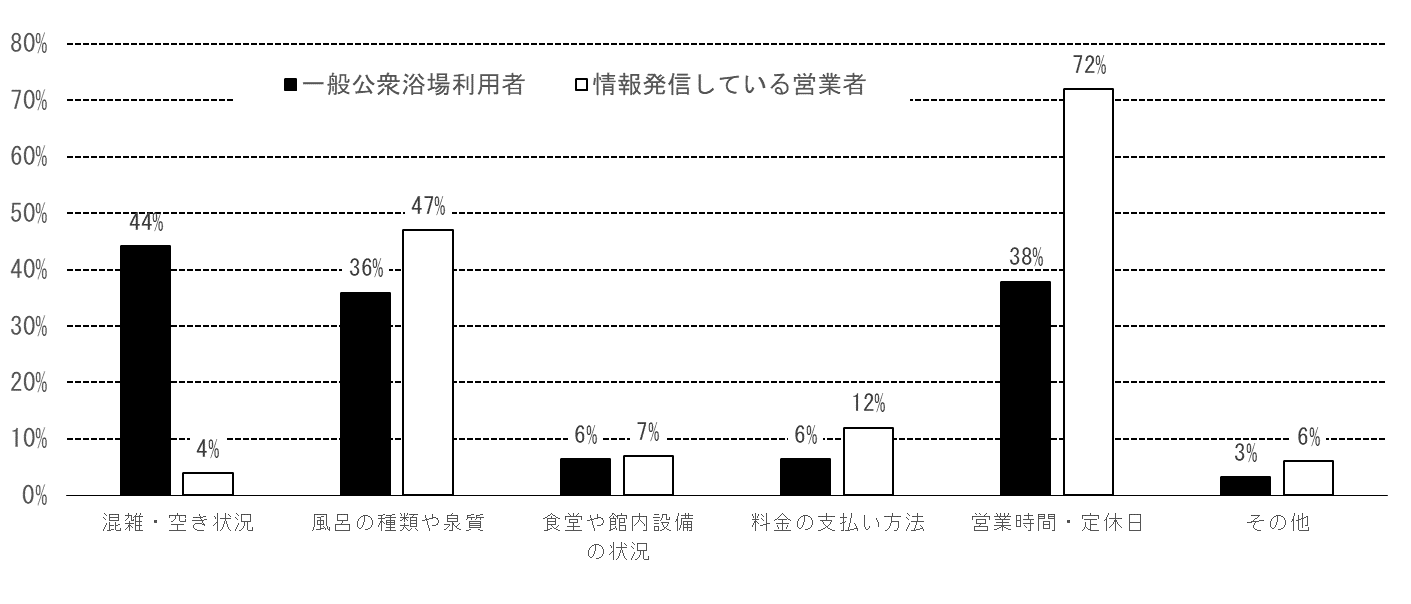 80%
70%
60%
50%
40%
30%
20%
10%
0%
一般公衆浴場利用者 情報発信している営業者
44%
4%
36%
47%
6%
7%
6%
12%
38%
72%
3%
6%
混雑・空き状況
風呂の種類や泉質
食堂や館内設備
の状況
料金の支払い方法
営業時間・定休日
その他